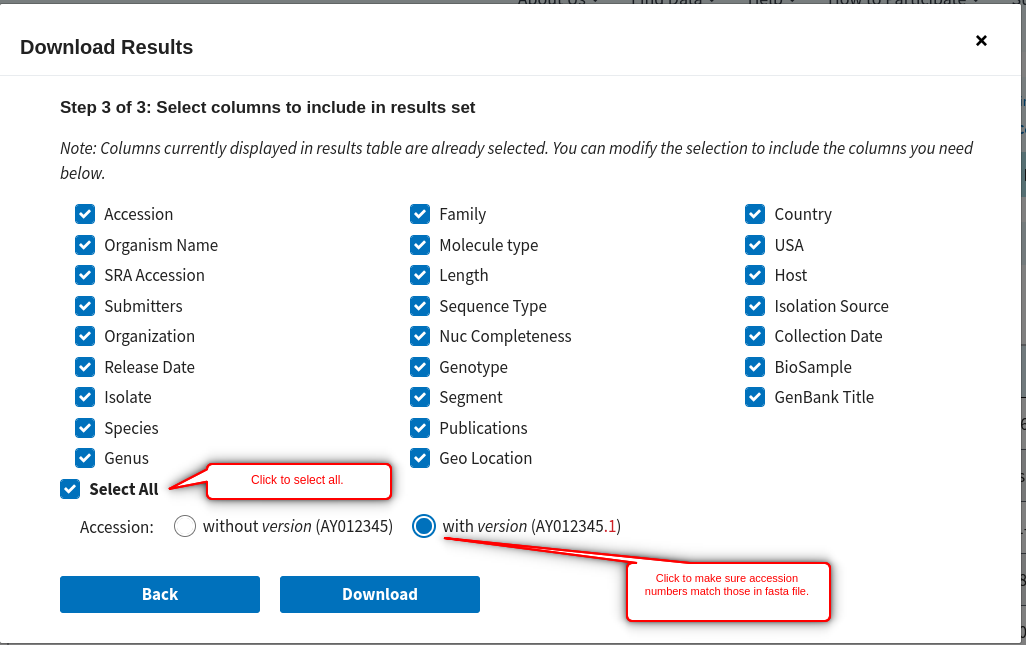 About Us
Find Data
Help
How to Participate
Download Results
×
Step 3 of 3: Select columns to include in results set
Note: Columns currently displayed in results table are already selected. You can modify the selection to include the columns you need
below.
Accession
Organism Name
SRA Accession
Submitters
Organization
Release Date
Isolate
Species
Genus
Family
Molecule type
Length
Sequence Type
Nuc Completeness
Genotype
Segment
Publications
Geo Location
Country
USA
Host
Isolation Source
Collection Date
BioSample
GenBank Title
Select All
Click to select all.
Accession:
without version (AY012345)
with version (AY012345.1)
Click to make sure accession
numbers match those in fasta file.
Back
Download